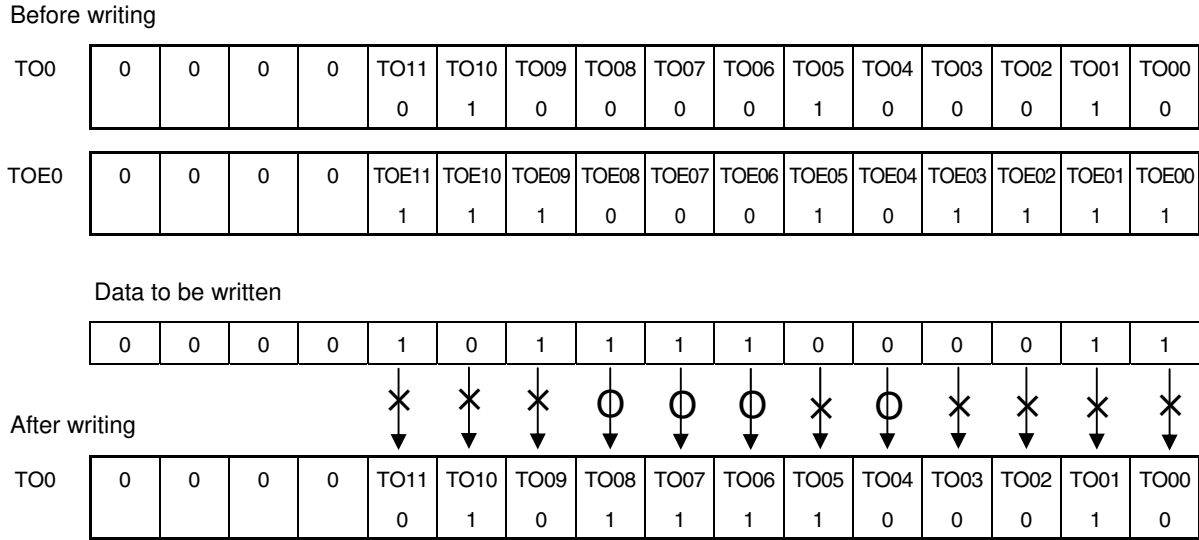 Before writing
TO0 0 0 0 0 TO11 TO10 TO09 TO08 TO07 TO06 TO05 TO04 TO03 TO02 TO01 TO00
0 1 0 0 0 0 1 0 0 0 1 0
TOE0 0 0 0 0 TOE11 TOE10 TOE09 TOE08 TOE07 TOE06 TOE05 TOE04 TOE03 TOE02 TOE01 TOE00
1 1 1 0 0 0 1 0 1 1 1 1
Data to be written
0 0 0 0 1 0 1 1 1 1 0 0 0 0 1 1
× × × O O O × O × × × ×
After writing
TO0 0 0 0 0 TO11 TO10 TO09 TO08 TO07 TO06 TO05 TO04 TO03 TO02 TO01 TO00
0 1 0 1 1 1 1 0 0 0 1 0